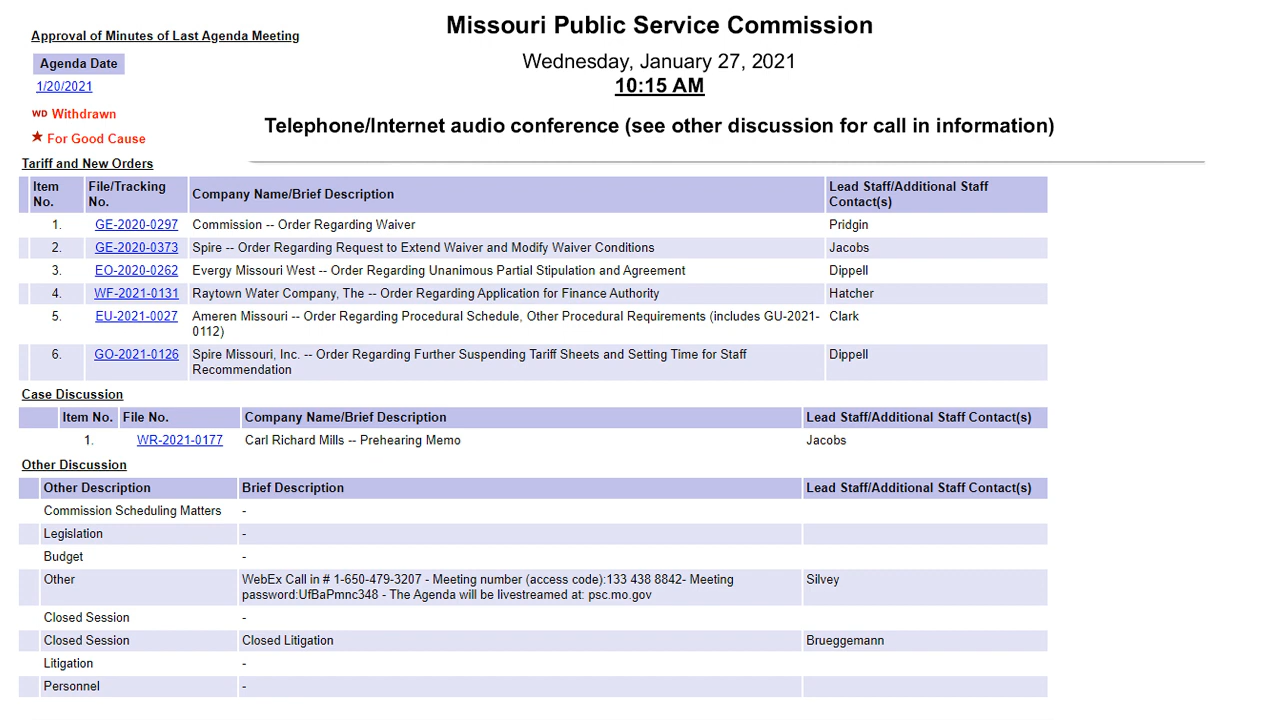 Missouri Public Service Commission
Wednesday, January 27, 2021
10:15 AM
Telephone/Internet audio conference (see other discussion for call in information)
Approval of Minutes of Last Agenda Meeting
Agenda Date
1/20/2021
WD Withdrawn
★ For Good Cause
Tariff and New Orders
Item No. File/Tracking No. Company Name/Brief Description Lead Staff/Additional Staff Contact(s)
1. GE-2020-0297 Commission -- Order Regarding Waiver Pridgin
2. GE-2020-0373 Spire -- Order Regarding Request to Extend Waiver and Modify Waiver Conditions Jacobs
3. EO-2020-0262 Evergy Missouri West -- Order Regarding Unanimous Partial Stipulation and Agreement Dippell
4. WF-2021-0131 Raytown Water Company, The -- Order Regarding Application for Finance Authority Hatcher
5. EU-2021-0027 Ameren Missouri -- Order Regarding Procedural Schedule, Other Procedural Requirements (includes GU-2021- Clark
0112)
6. GO-2021-0126 Spire Missouri, Inc. -- Order Regarding Further Suspending Tariff Sheets and Setting Time for Staff Dippell
Recommendation
Case Discussion
Item No. File No. Company Name/Brief Description Lead Staff/Additional Staff Contact(s)
1. WR-2021-0177 Carl Richard Mills -- Prehearing Memo Jacobs
Other Discussion
Other Description Brief Description Lead Staff/Additional Staff Contact(s)
Commission Scheduling Matters -
Legislation -
Budget -
Other WebEx Call in # 1-650-479-3207 - Meeting number (access code):133 438 8842- Meeting Silvey
password:UfBaPmnc348 - The Agenda will be livestreamed at: psc.mo.gov
Closed Session -
Closed Session Closed Litigation Brueggemann
Litigation -
Personnel -